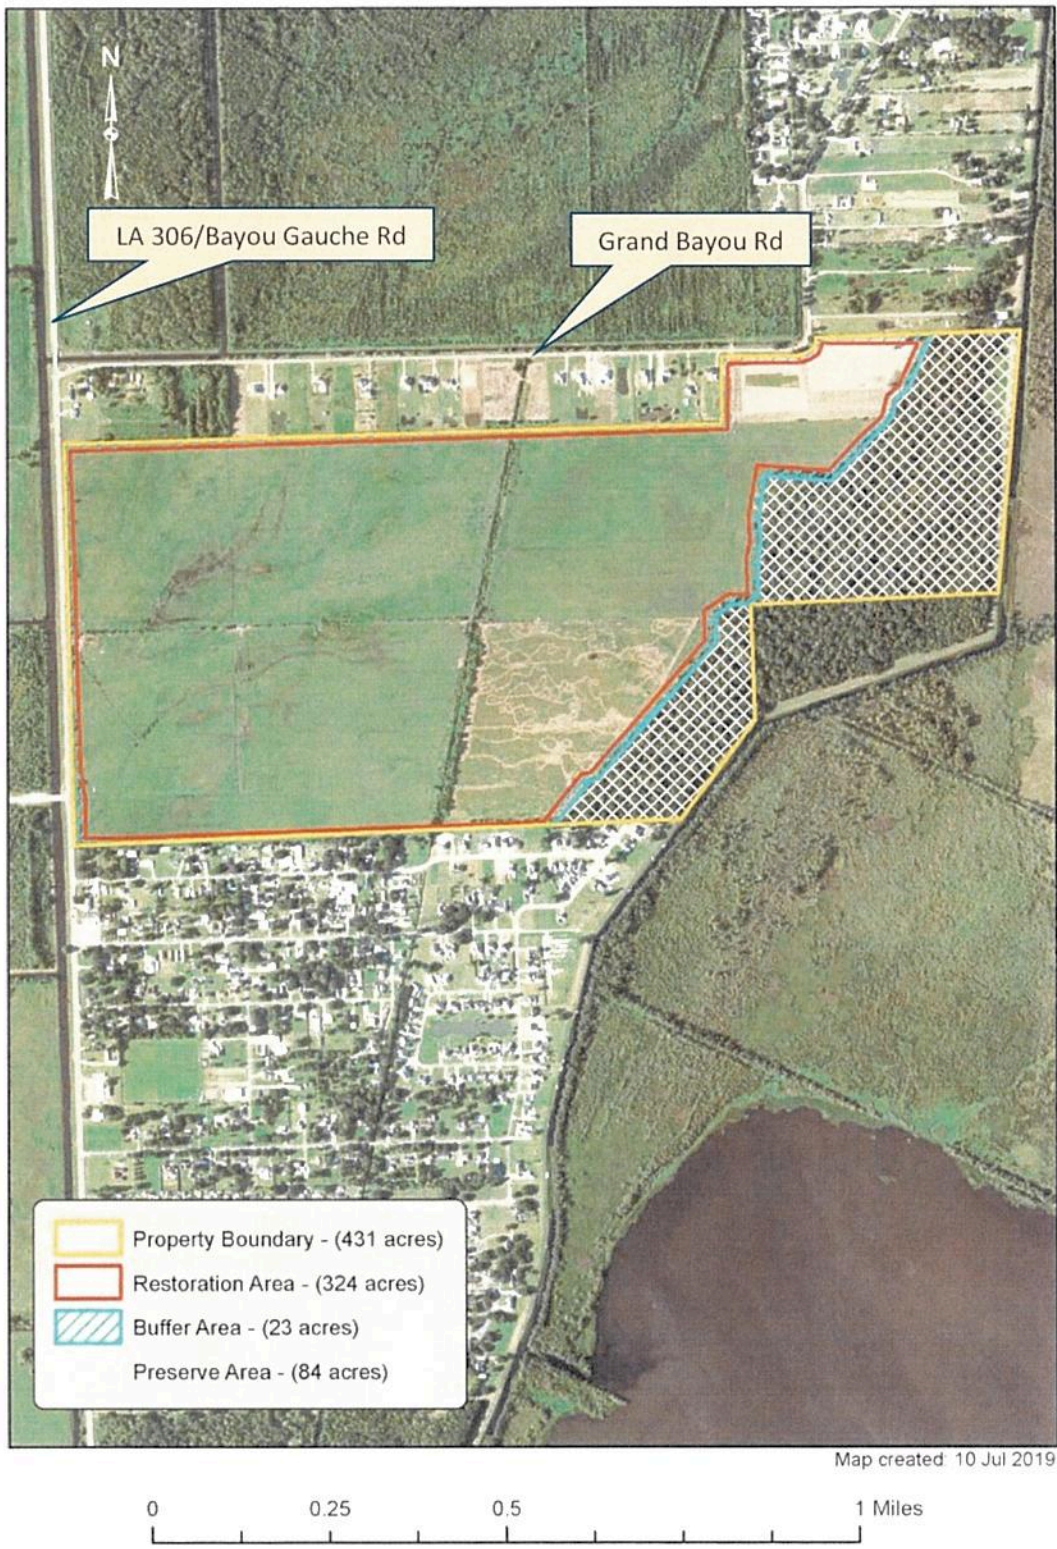 N
LA 306/Bayou Gauche Rd
Grand Bayou Rd
Property Boundary - (431 acres)
Restoration Area - (324 acres)
Buffer Area - (23 acres)
Preserve Area - (84 acres)
Map created: 10 Jul 2019
0 0.25 0.5 1 Miles